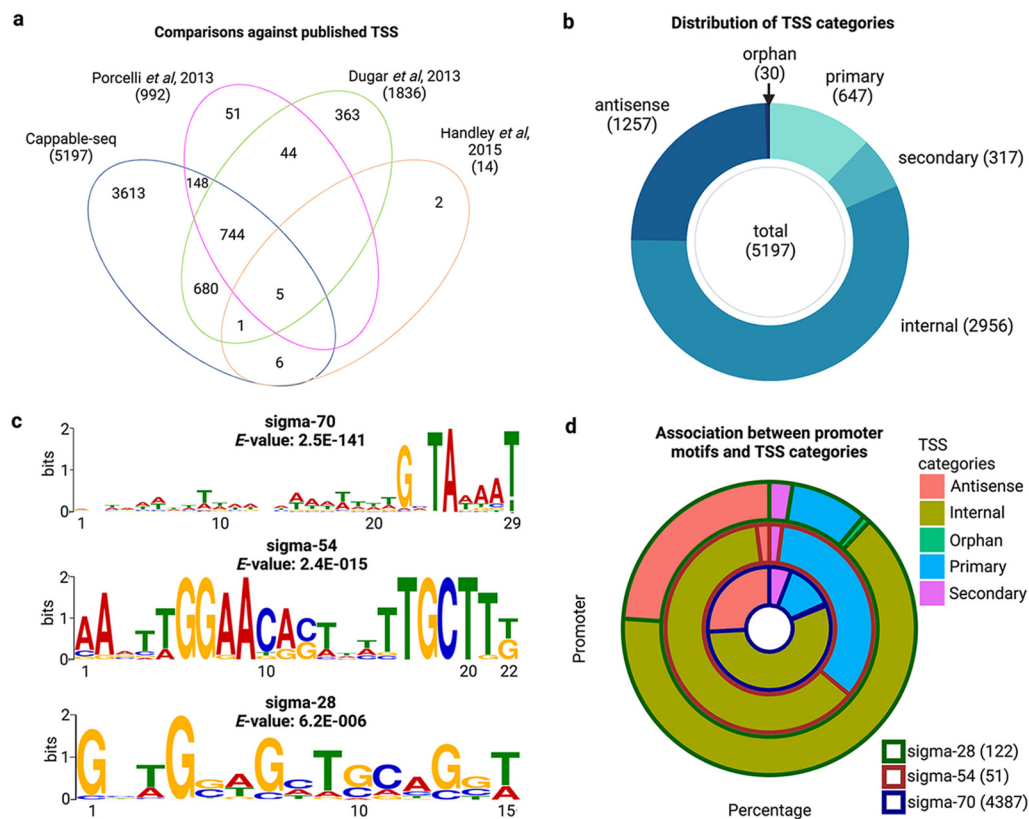 a
Comparisons against published TSS
Porcelli et al, 2013
(992)
Dugar et al, 2013
(1836)
Handley et al,
2015
(14)
Cappable-seq
(5197)
51
363
44
148
3613
2
744
680
5
1
6
b
Distribution of TSS categories
orphan
(30)
primary
(647)
antisense
(1257)
secondary (317)
total
(5197)
internal (2956)
c
sigma-70
E-value: 2.5E-141
bits
2
1
0
1
10
20
29
sigma-54
E-value: 2.4E-015
bits
2
1
0
1
10
20
22
sigma-28
E-value: 6.2E-006
bits
2
1
0
1
10
15
d
Association between promoter
motifs and TSS categories
TSS
categories
Antisense
Internal
Orphan
Primary
Secondary
Promoter
Percentage
sigma-28 (122)
sigma-54 (51)
sigma-70 (4387)